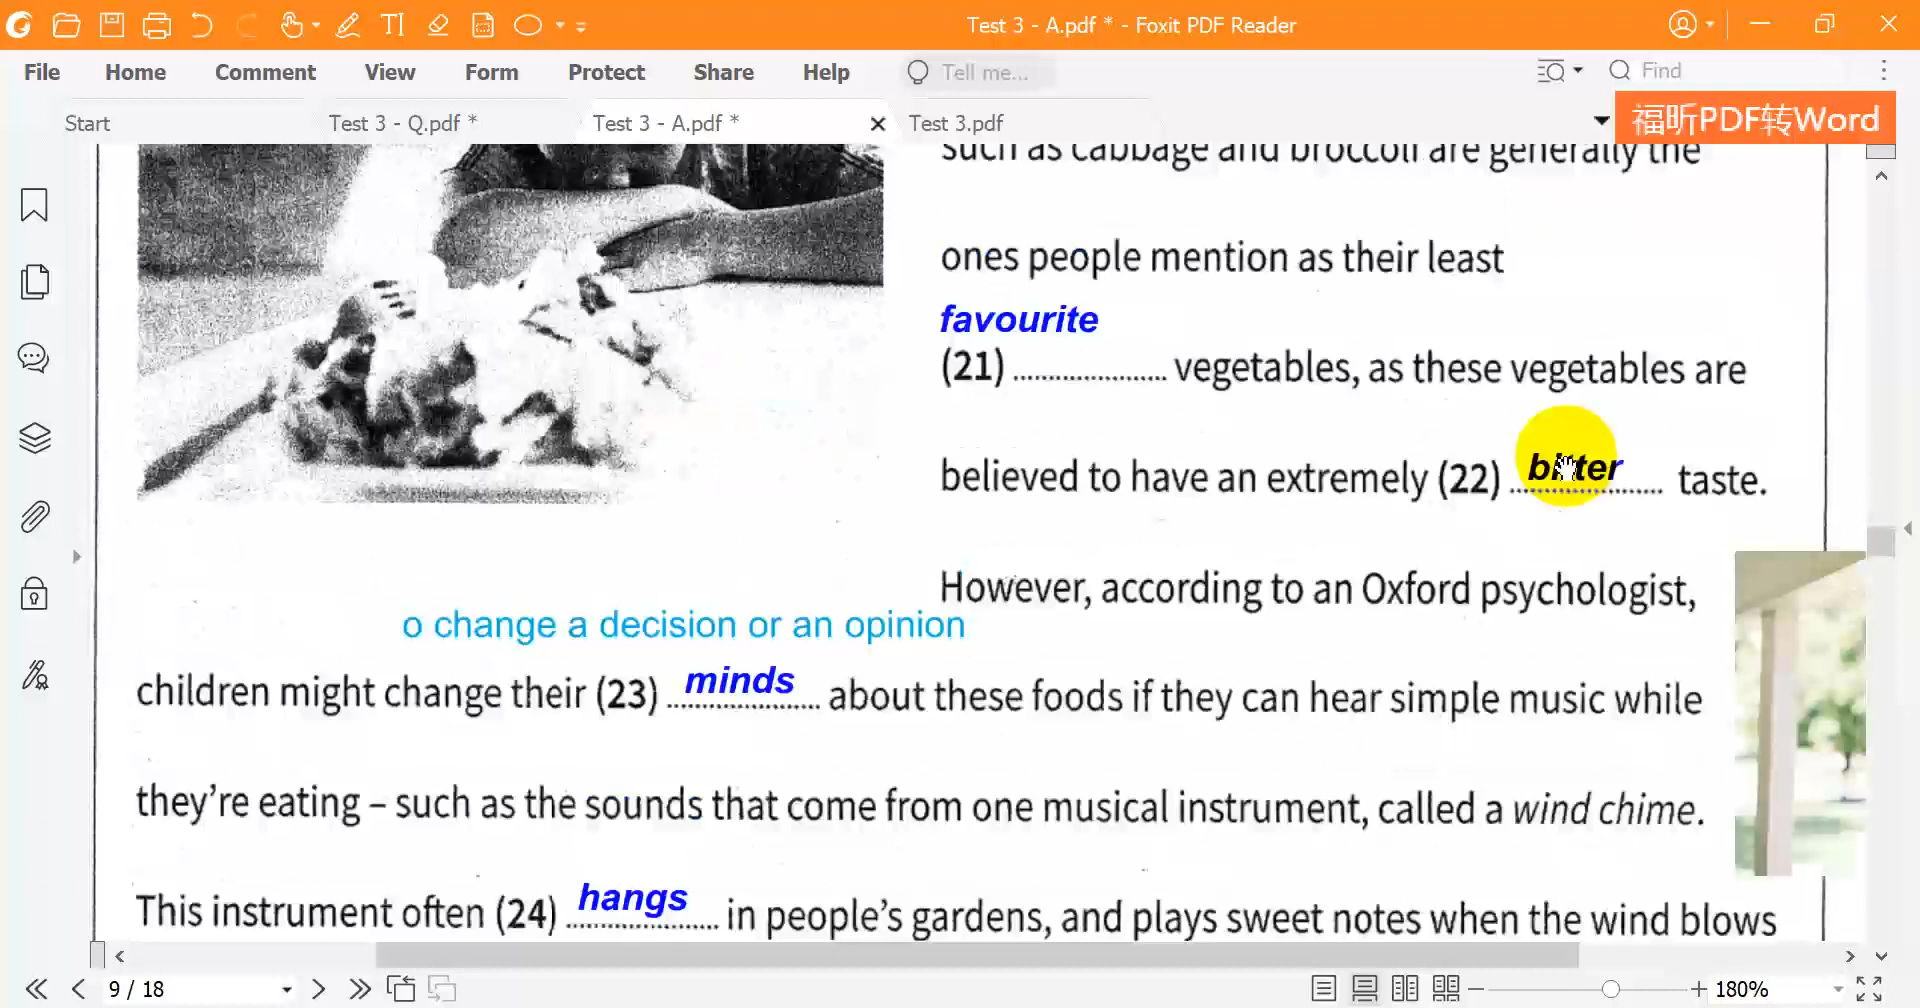 Test 3 - A.pdf * - Foxit PDF Reader
File Home Comment View Form Protect Share Help Tell me... Find
Start Test 3 - Q.pdf * Test 3 - A.pdf * Test 3.pdf 福昕PDF转Word
such as cabbage and broccoli are generally the
ones people mention as their least
favourite
(21) ........................ vegetables, as these vegetables are
believed to have an extremely (22) bitter taste.
However, according to an Oxford psychologist,
o change a decision or an opinion
children might change their (23) minds about these foods if they can hear simple music while
they're eating – such as the sounds that come from one musical instrument, called a wind chime.
This instrument often (24) hangs in people's gardens, and plays sweet notes when the wind blows
9 / 18 180%